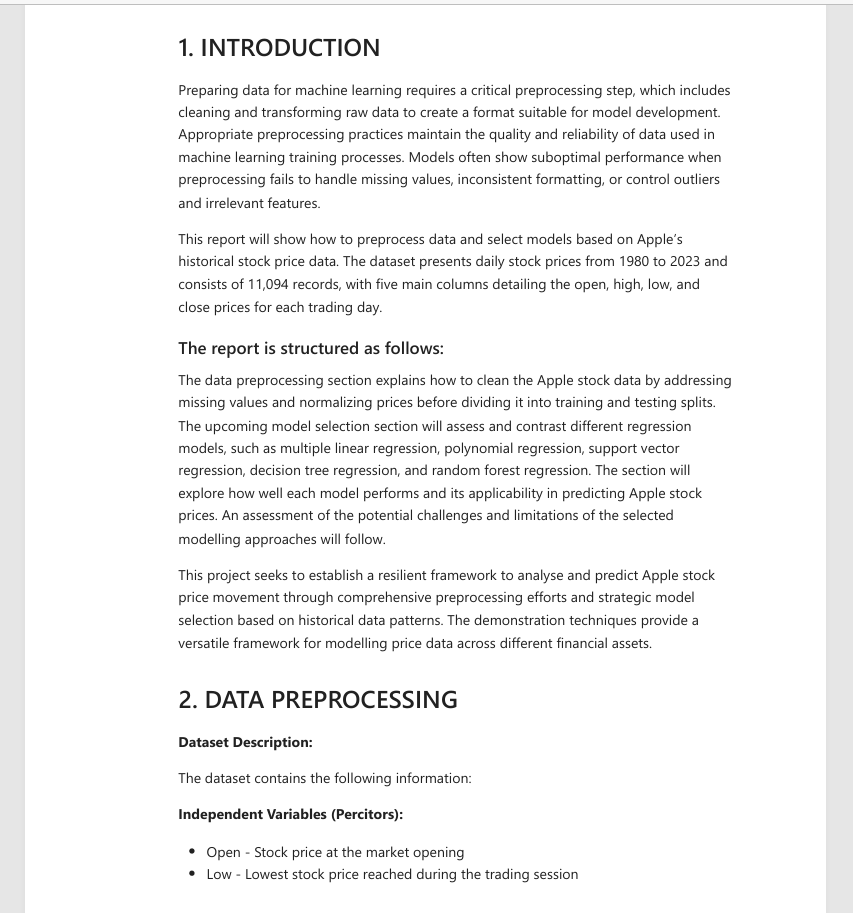 1. INTRODUCTION
Preparing data for machine learning requires a critical preprocessing step, which includes
cleaning and transforming raw data to create a format suitable for model development.
Appropriate preprocessing practices maintain the quality and reliability of data used in
machine learning training processes. Models often show suboptimal performance when
preprocessing fails to handle missing values, inconsistent formatting, or control outliers
and irrelevant features.
This report will show how to preprocess data and select models based on Apple's
historical stock price data. The dataset presents daily stock prices from 1980 to 2023 and
consists of 11,094 records, with five main columns detailing the open, high, low, and
close prices for each trading day.
The report is structured as follows:
The data preprocessing section explains how to clean the Apple stock data by addressing
missing values and normalizing prices before dividing it into training and testing splits.
The upcoming model selection section will assess and contrast different regression
models, such as multiple linear regression, polynomial regression, support vector
regression, decision tree regression, and random forest regression. The section will
explore how well each model performs and its applicability in predicting Apple stock
prices. An assessment of the potential challenges and limitations of the selected
modelling approaches will follow.
This project seeks to establish a resilient framework to analyse and predict Apple stock
price movement through comprehensive preprocessing efforts and strategic model
selection based on historical data patterns. The demonstration techniques provide a
versatile framework for modelling price data across different financial assets.
2. DATA PREPROCESSING
Dataset Description:
The dataset contains the following information:
Independent Variables (Percitors):
• Open - Stock price at the market opening
• Low - Lowest stock price reached during the trading session